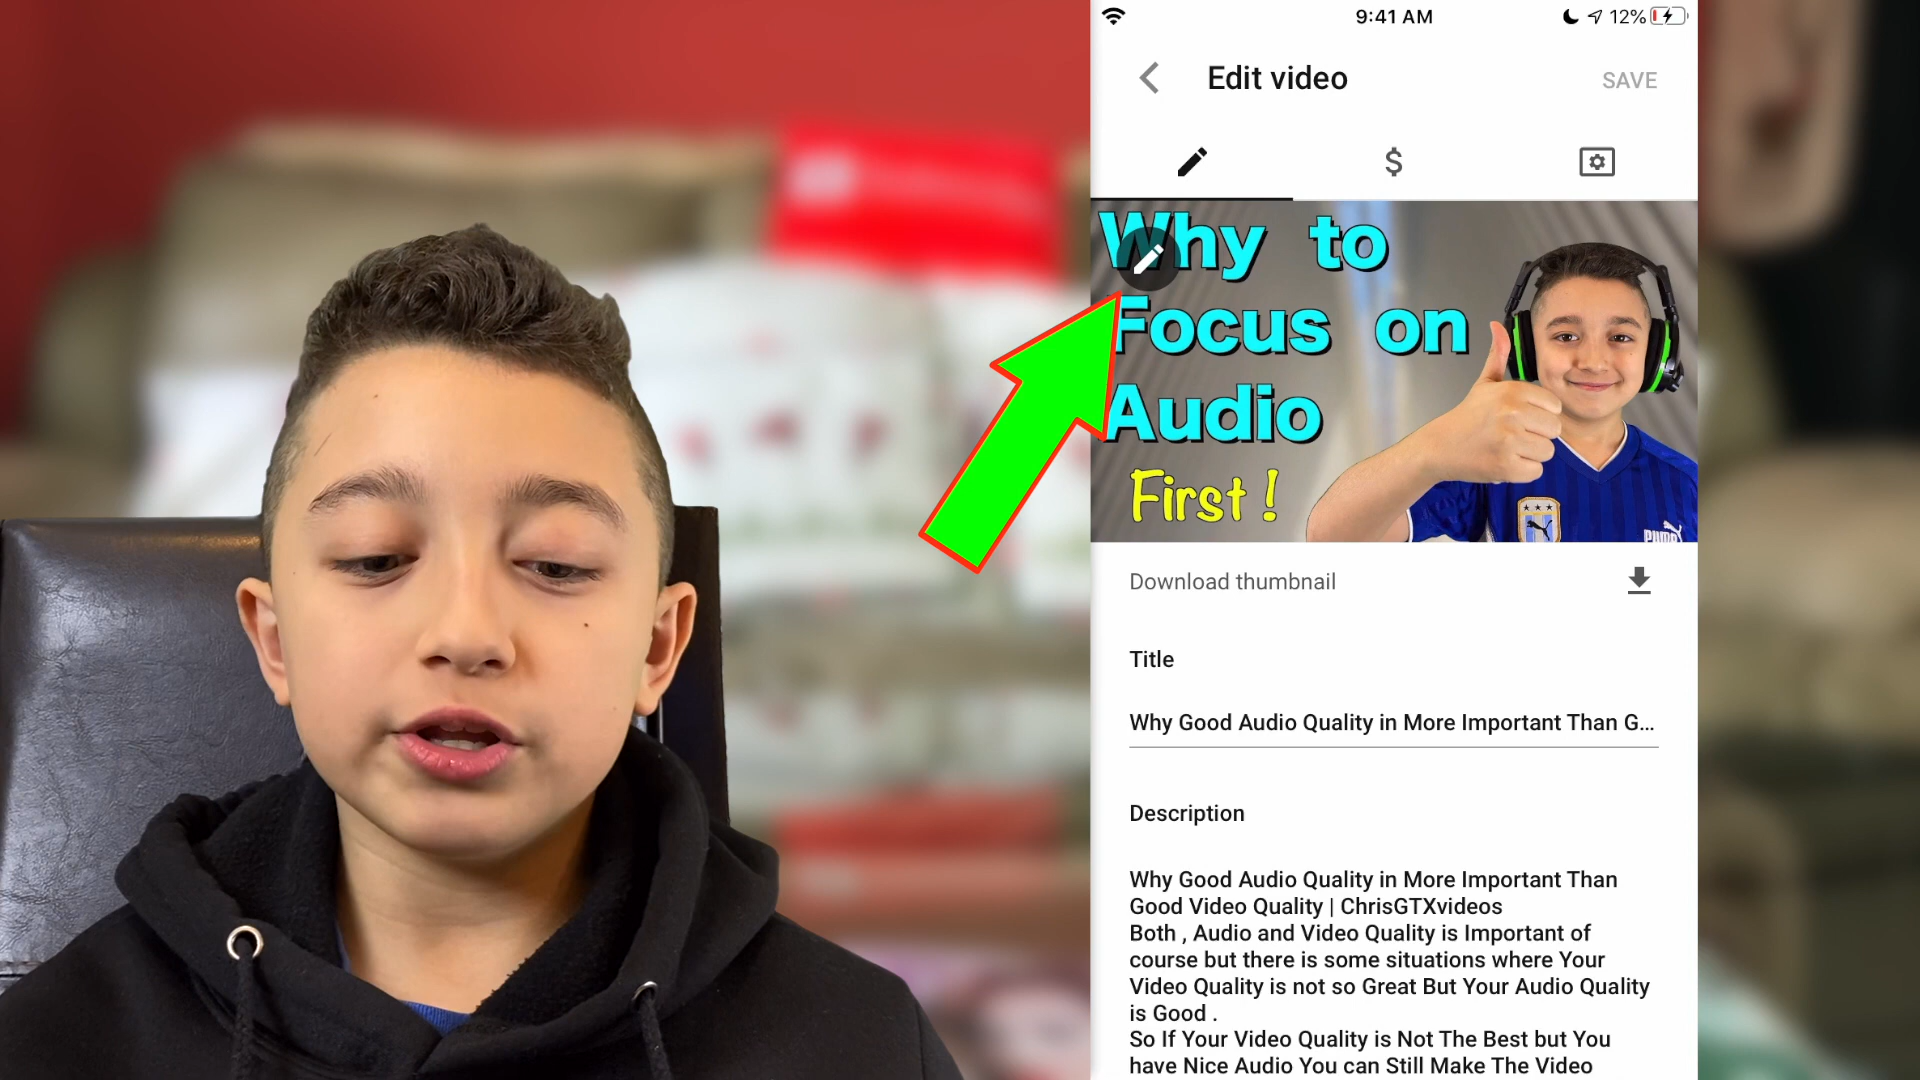 9:41 AM
12%
Edit video
SAVE
$
Why to
Focus on
Audio
First !
PUMA
Download thumbnail
Title
Why Good Audio Quality in More Important Than G...
Description
Why Good Audio Quality in More Important Than
Good Video Quality | ChrisGTXvideos
Both , Audio and Video Quality is Important of
course but there is some situations where Your
Video Quality is not so Great But Your Audio Quality
is Good .
So If Your Video Quality is Not The Best but You
have Nice Audio You can Still Make The Video